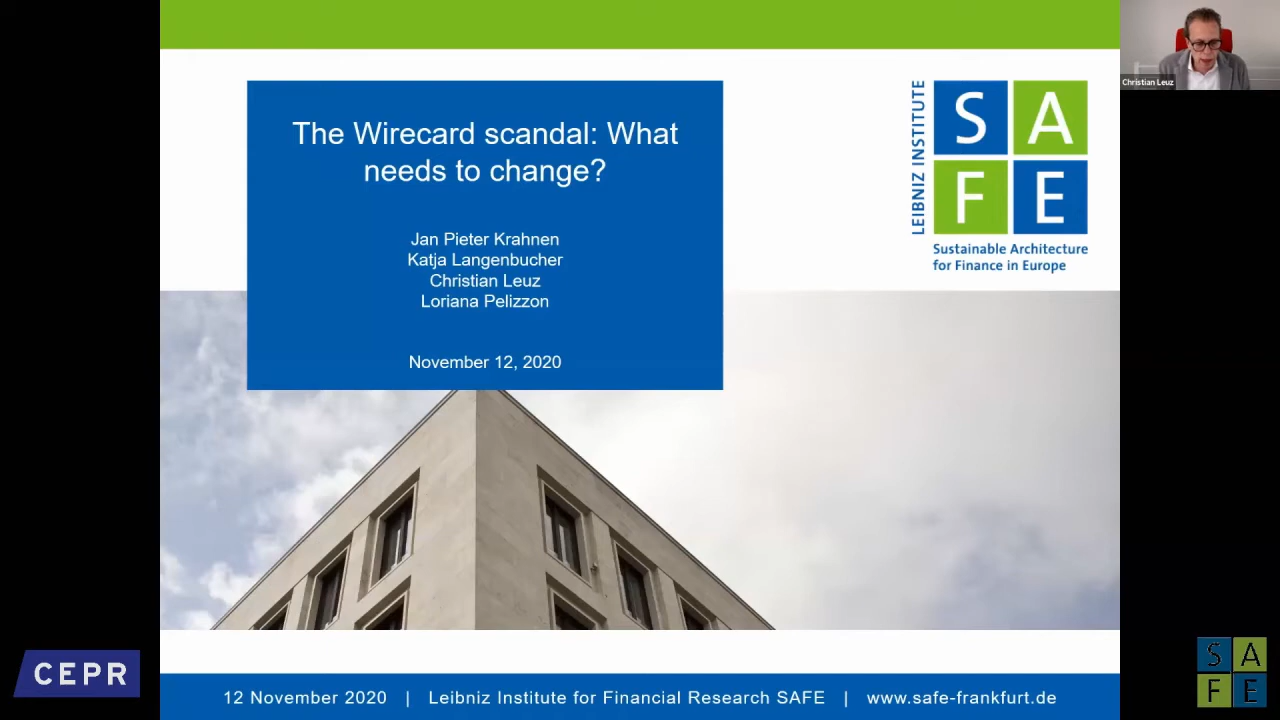 The Wirecard scandal: What
needs to change?
Jan Pieter Krahnen
Katja Langenbucher
Christian Leuz
Loriana Pelizzon
November 12, 2020
LEIBNIZ INSTITUTE
S A
F E
Sustainable Architecture
for Finance in Europe
Christian Leuz
CEPR
12 November 2020 | Leibniz Institute for Financial Research SAFE | www.safe-frankfurt.de
S A
F E